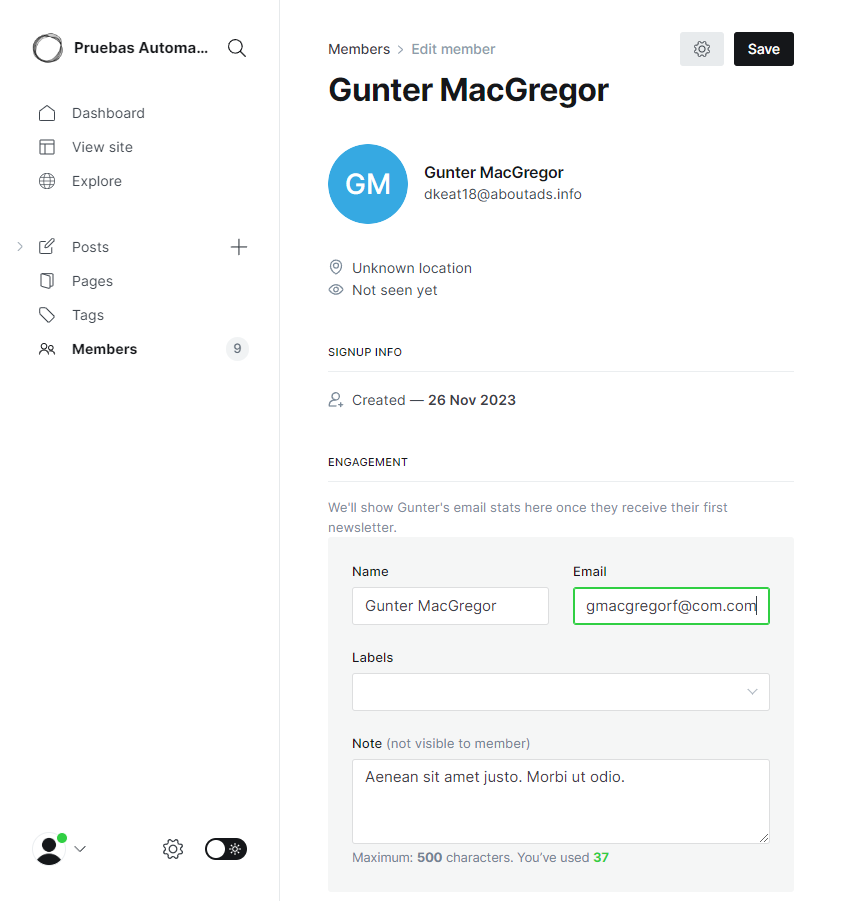 Pruebas Automa...
Dashboard
View site
Explore
Posts
Pages
Tags
Members 9
Members > Edit member
Save
Gunter MacGregor
GM
Gunter MacGregor
dkeat18@aboutads.info
Unknown location
Not seen yet
SIGNUP INFO
Created — 26 Nov 2023
ENGAGEMENT
We'll show Gunter's email stats here once they receive their first
newsletter.
Name Email
Gunter MacGregor gmacgregorf@com.com
Labels
Note (not visible to member)
Aenean sit amet justo. Morbi ut odio.
Maximum: 500 characters. You've used 37